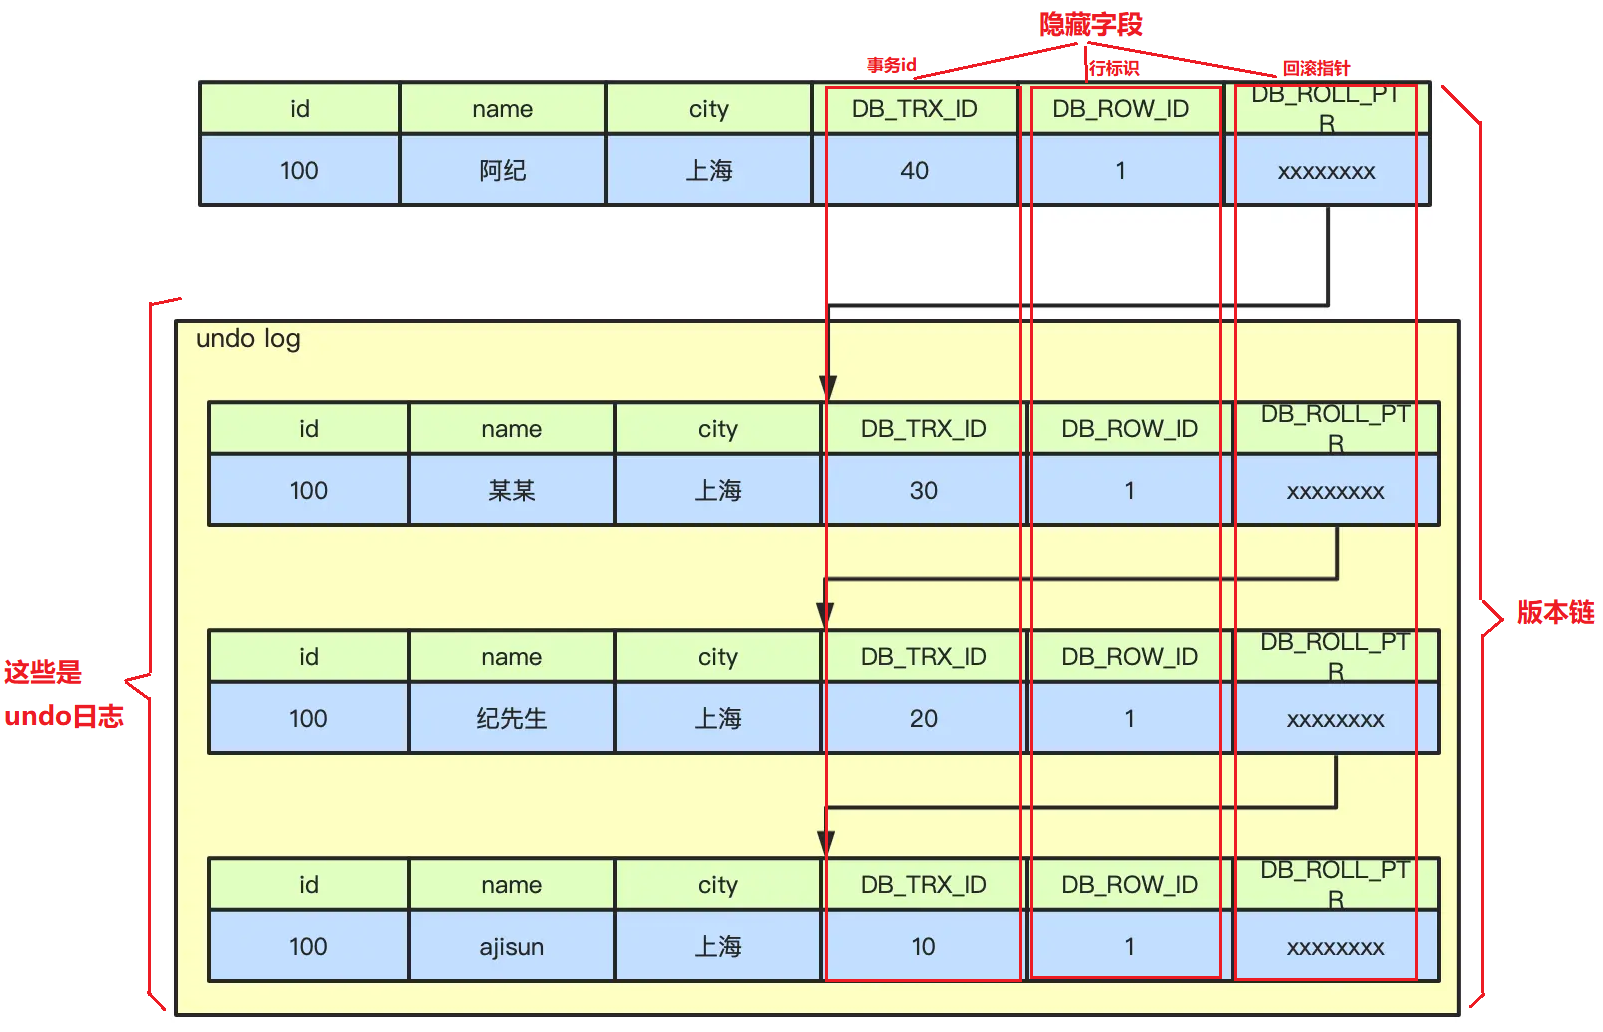 隐藏字段
事务id
行标识
回滚指针
id name city DB_TRX_ID DB_ROW_ID DB_ROLL_PT
R
100 阿纪 上海 40 1 xxxxxxxx
undo log
id name city DB_TRX_ID DB_ROW_ID DB_ROLL_PT
R
100 某某 上海 30 1 xxxxxxxx
版本链
id name city DB_TRX_ID DB_ROW_ID DB_ROLL_PT
R
这些是
undo日志
100 纪先生 上海 20 1 xxxxxxxx
id name city DB_TRX_ID DB_ROW_ID DB_ROLL_PT
R
100 ajisun 上海 10 1 xxxxxxxx